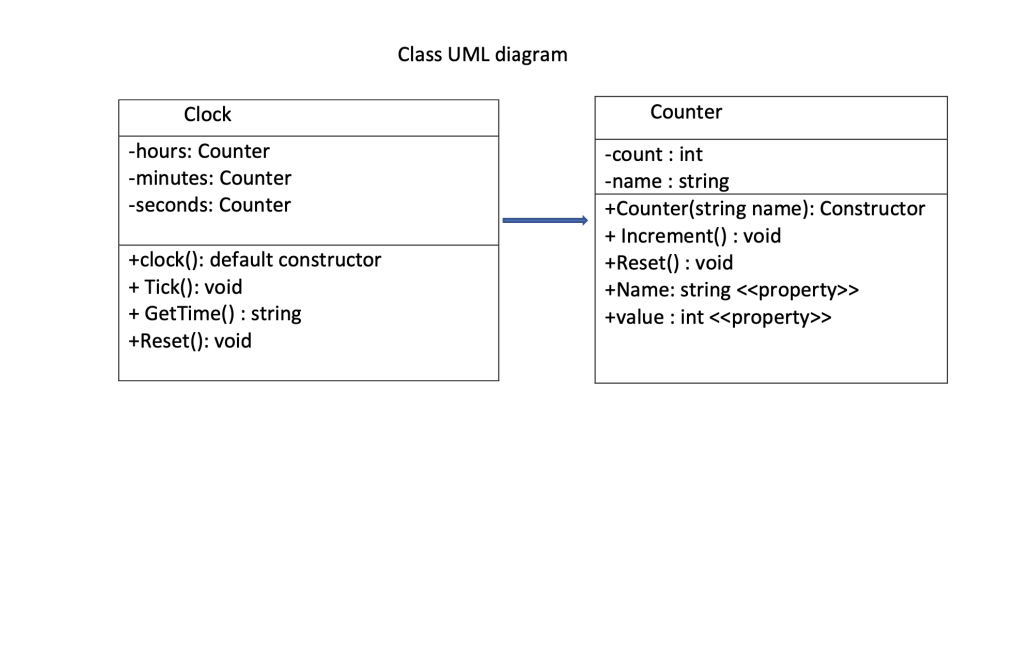 Class UML diagram
Clock
-hours: Counter
-minutes: Counter
-seconds: Counter
+clock(): default constructor
+ Tick(): void
+ GetTime() : string
+Reset(): void
Counter
-count : int
-name : string
+Counter(string name): Constructor
+ Increment() : void
+Reset() : void
+Name: string <<property>>
+value : int <<property>>